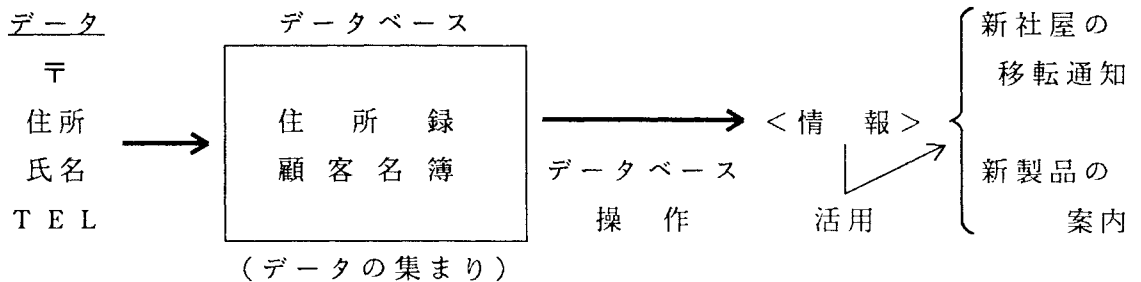 データ
〒
住所
氏名
TEL
データベース
住所録
顧客名簿
(データの集まり)
データベース
操作
<情報>
活用
新社屋の
移転通知
新製品の
案内